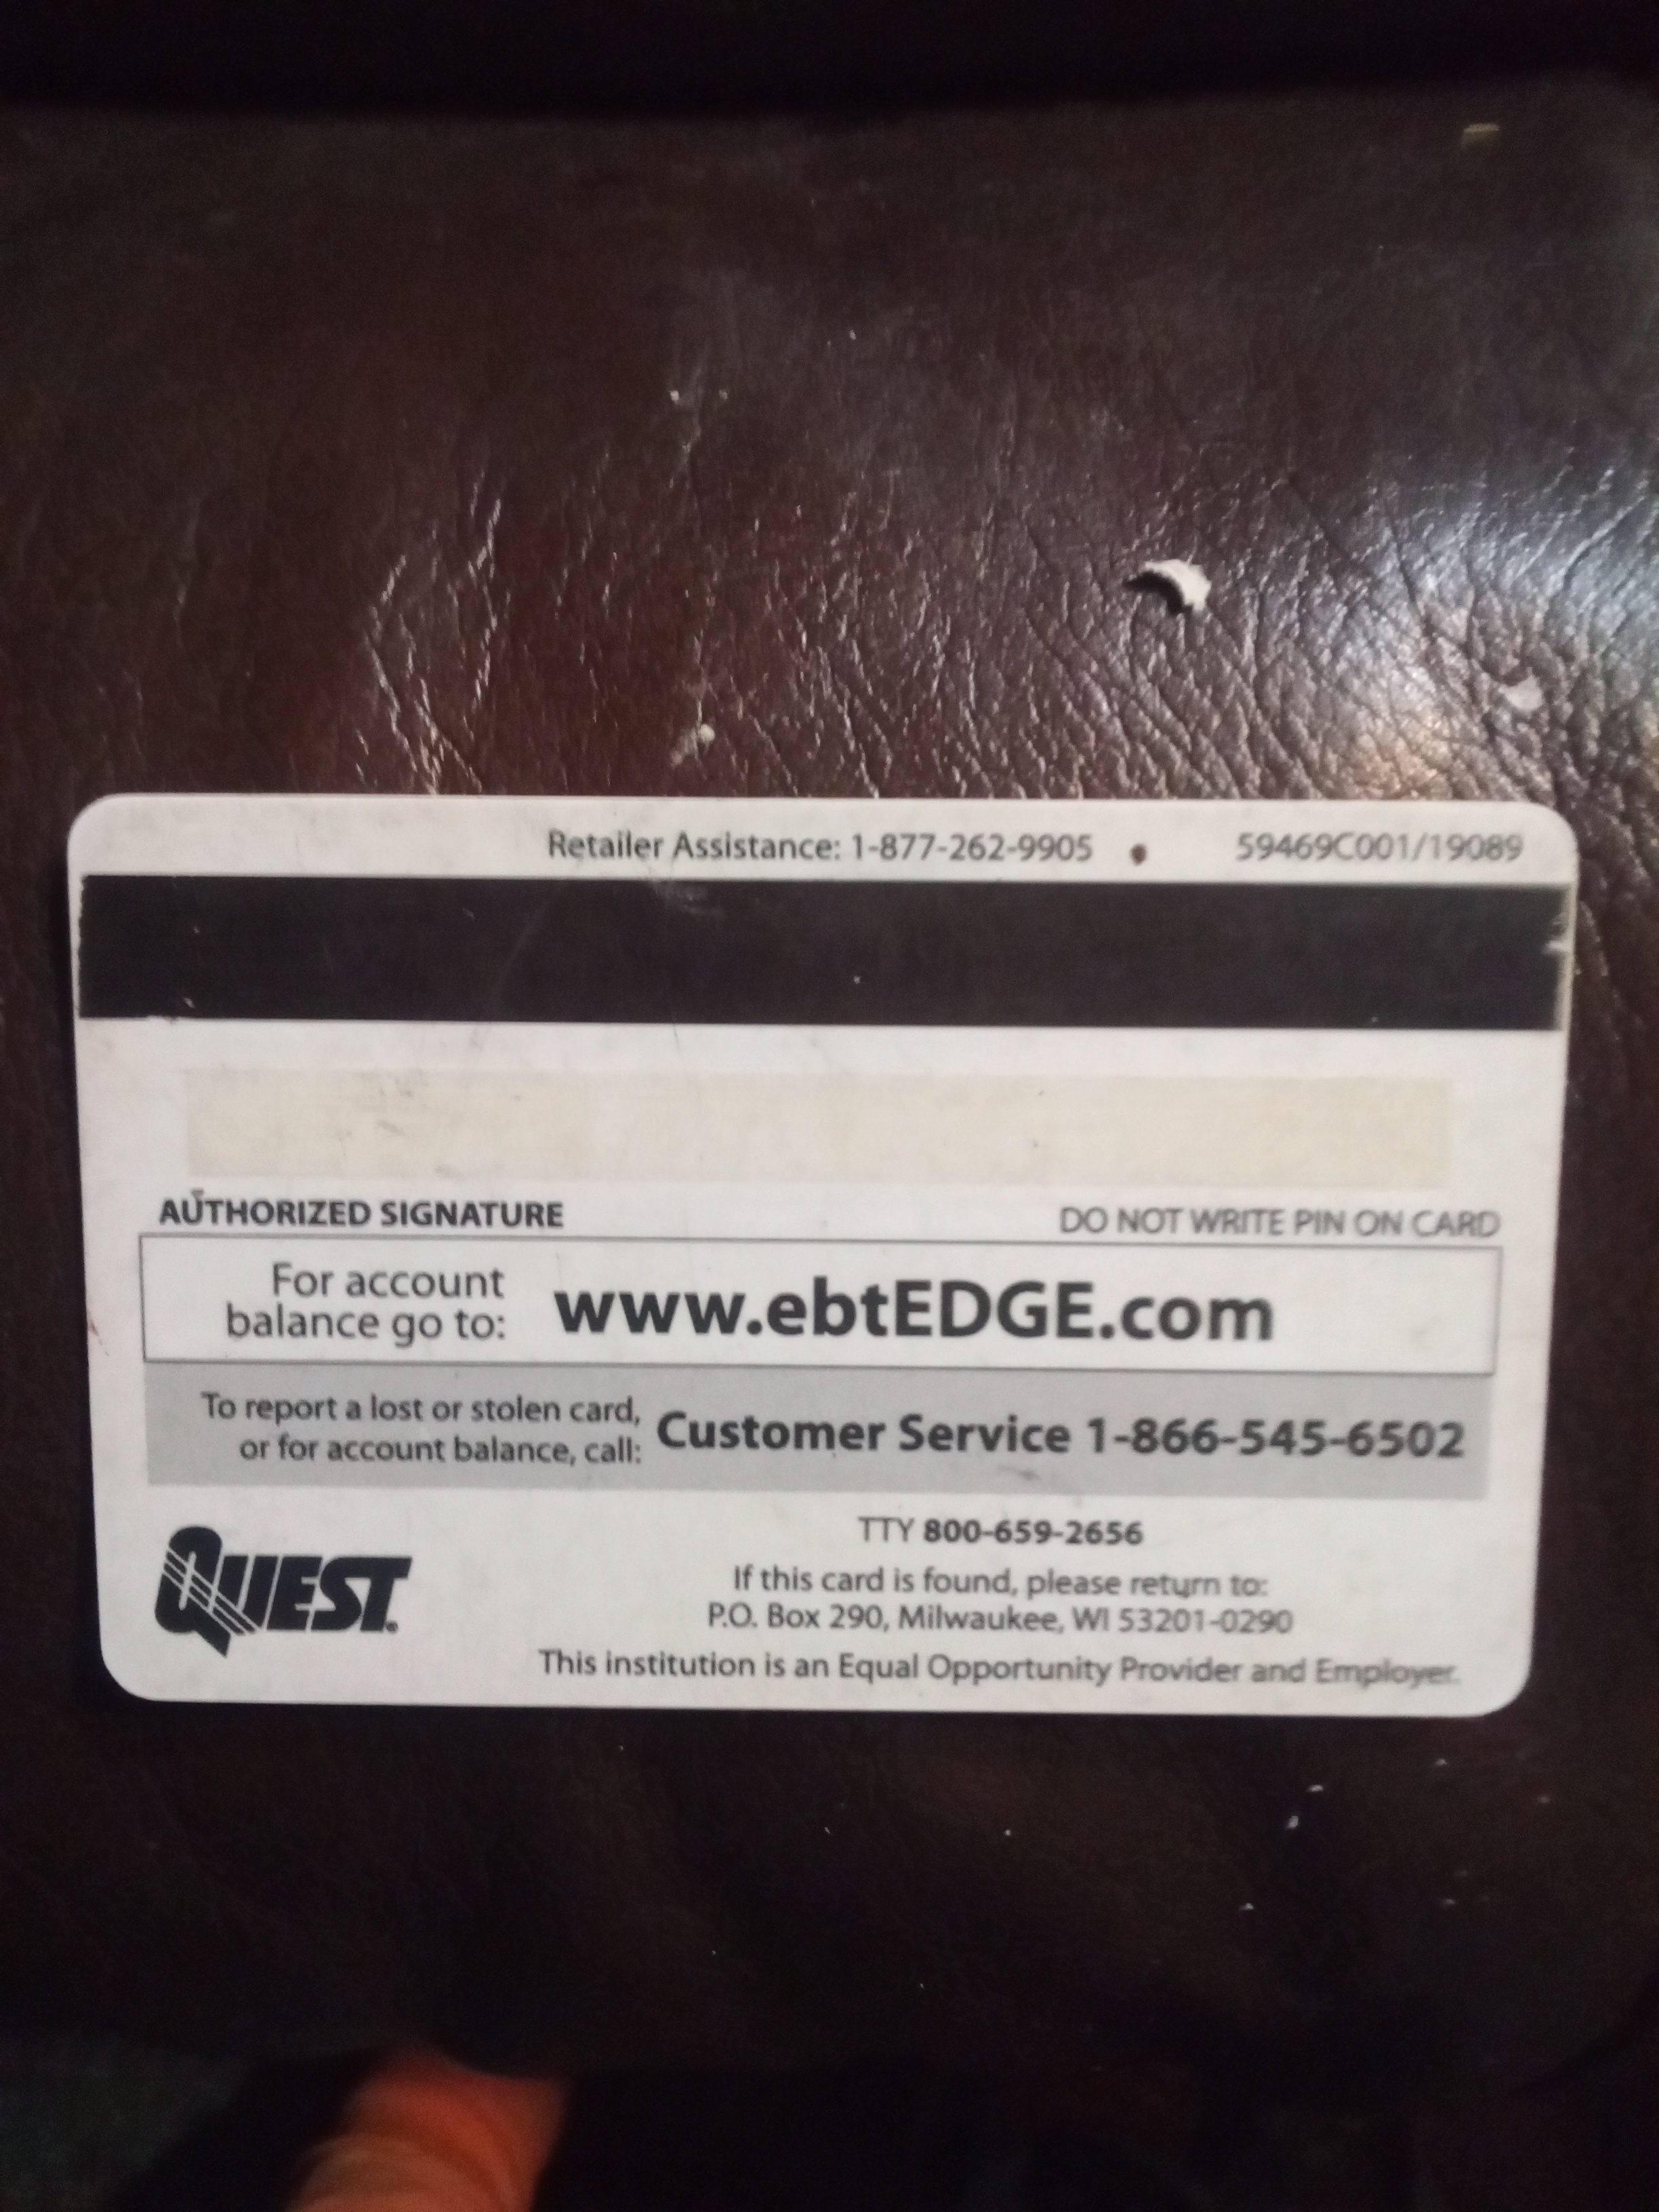 Retailer Assistance: 1-877-262-9905 • 59469C001/19089
AUTHORIZED SIGNATURE DO NOT WRITE PIN ON CARD
For account
balance go to: www.ebtEDGE.com
To report a lost or stolen card,
or for account balance, call: Customer Service 1-866-545-6502
QUEST®
TTY 800-659-2656
If this card is found, please return to:
P.O. Box 290, Milwaukee, WI 53201-0290
This institution is an Equal Opportunity Provider and Employer.